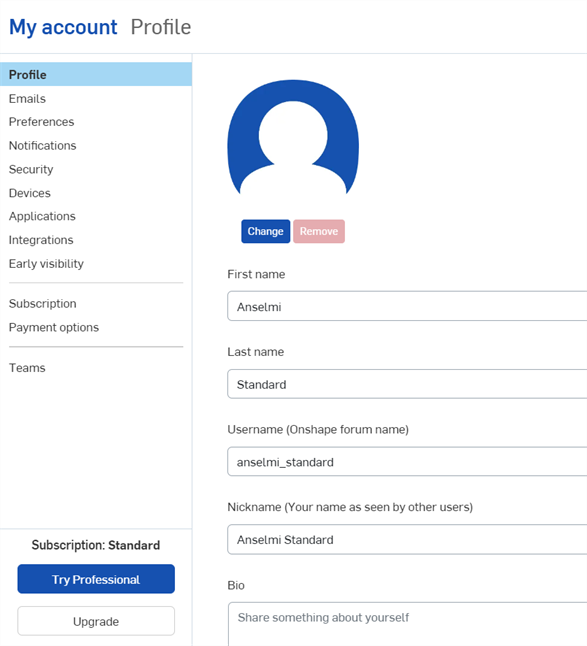 My account Profile
Profile
Emails
Preferences
Notifications
Security
Devices
Applications
Integrations
Early visibility
Subscription
Payment options
Teams
Subscription: Standard
Try Professional
Upgrade
Change Remove
First name
Anselmi
Last name
Standard
Username (Onshape forum name)
anselmi_standard
Nickname (Your name as seen by other users)
Anselmi Standard
Bio
Share something about yourself